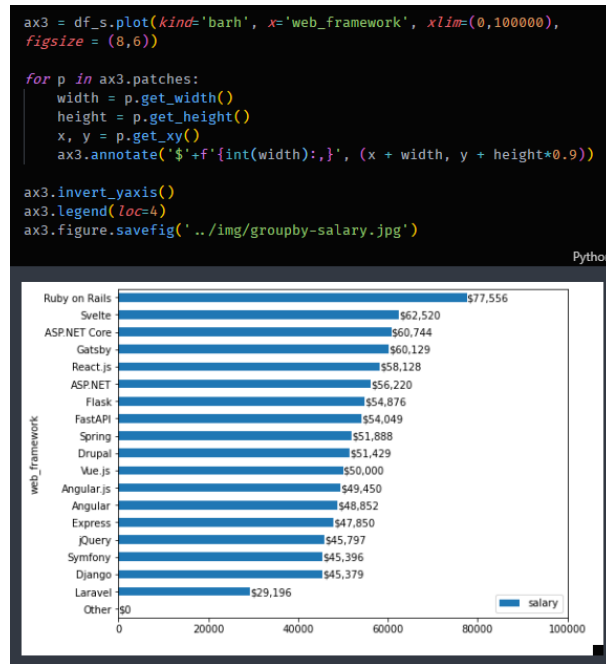 ax3 = df_s.plot(kind='barh', x='web_framework', xlim=(0,100000),
figsize = (8,6))
for p in ax3.patches:
width = p.get_width()
height = p.get_height()
x, y = p.get_xy()
ax3.annotate('$'+f'{int(width):,}', (x + width, y + height*0.9))
ax3.invert_yaxis()
ax3.legend(loc=4)
ax3.figure.savefig('../img/groupby-salary.jpg')
Python
web_framework
Ruby on Rails $77,556
Svelte $62,520
ASP.NET Core $60,744
Gatsby $60,129
React.js $58,128
ASP.NET $56,220
Flask $54,876
FastAPI $54,049
Spring $51,888
Drupal $51,429
Vue.js $50,000
Angular.js $49,450
Angular $48,852
Express $47,850
jQuery $45,797
Symfony $45,396
Django $45,379
Laravel $29,196
Other $0
salary
0 20000 40000 60000 80000 100000